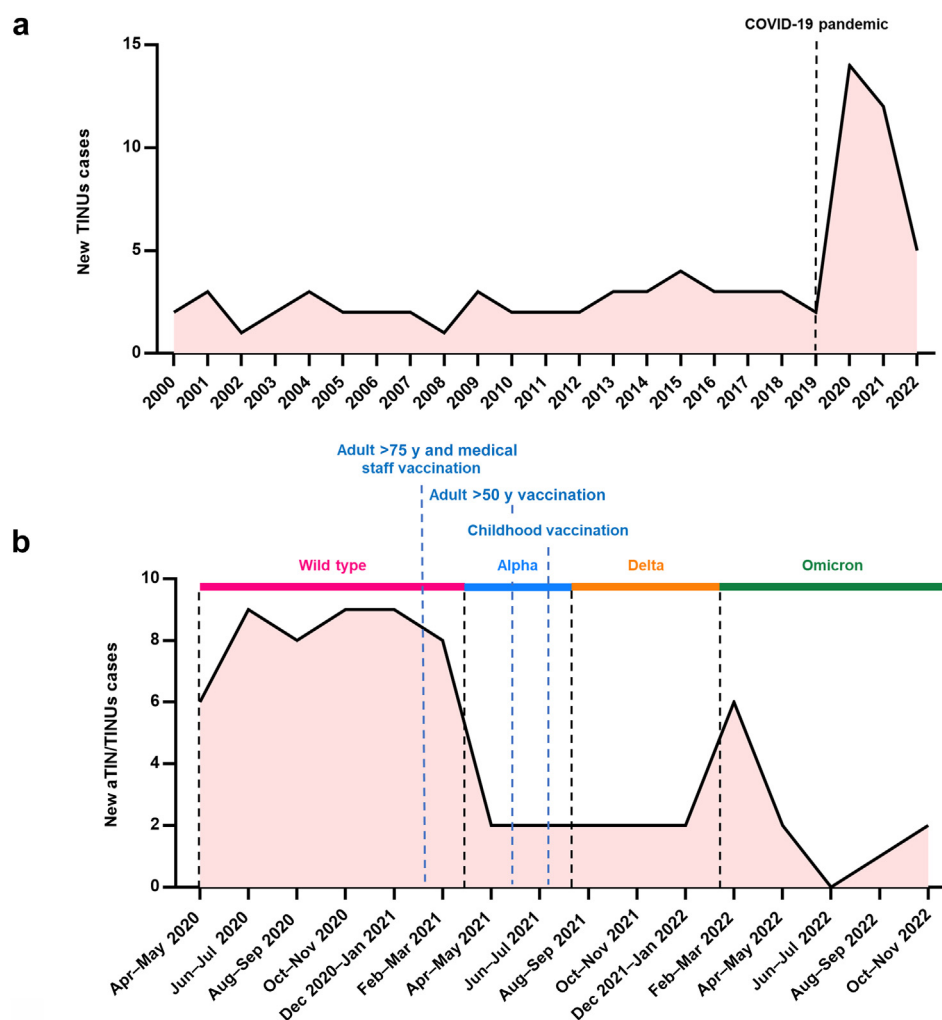 a
COVID-19 pandemic
15
10
5
0
New TINUs cases
2000
2001
2002
2003
2004
2005
2006
2007
2008
2009
2010
2011
2012
2013
2014
2015
2016
2017
2018
2019
2020
2021
2022
Adult >75 y and medical
staff vaccination
Adult >50 y vaccination
Childhood vaccination
b
Wild type
Alpha
Delta
Omicron
10
8
6
4
2
0
New aTIN/TINUs cases
Apr–May 2020
Jun–Jul 2020
Aug–Sep 2020
Oct–Nov 2020
Dec 2020–Jan 2021
Feb–Mar 2021
Apr–May 2021
Jun–Jul 2021
Aug–Sep 2021
Oct–Nov 2021
Dec 2021–Jan 2022
Feb–Mar 2022
Apr–May 2022
Jun–Jul 2022
Aug–Sep 2022
Oct–Nov 2022